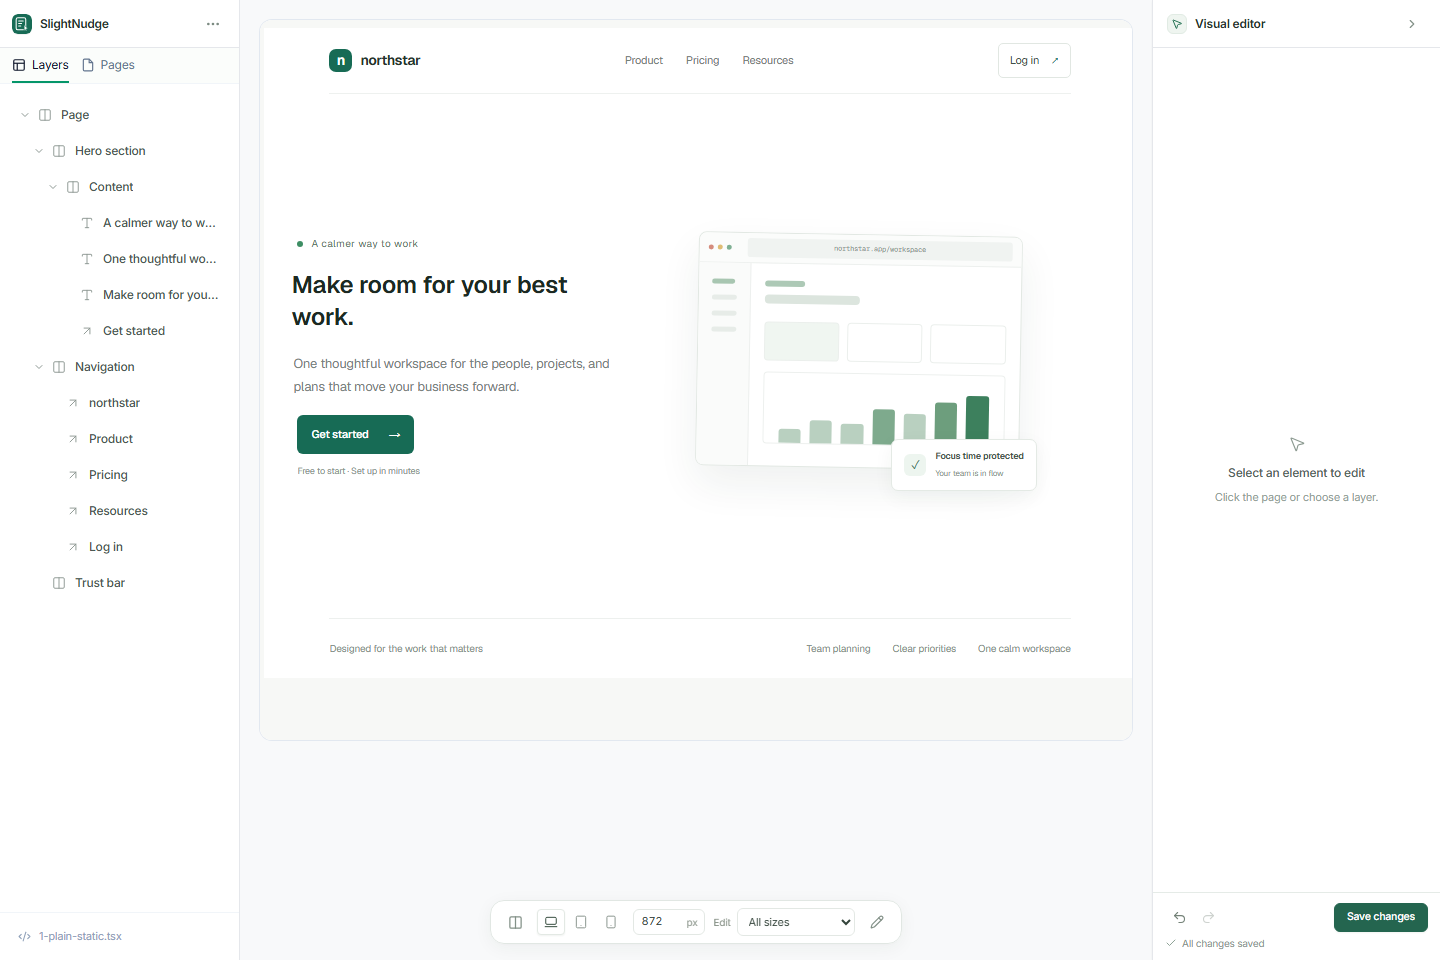 SlightNudge
Layers
Pages
Page
Hero section
Content
A calmer way to w...
One thoughtful wo...
Make room for you...
Get started
Navigation
northstar
Product
Pricing
Resources
Log in
Trust bar
1-plain-static.tsx
n northstar
Product
Pricing
Resources
Log in
A calmer way to work
Make room for your best
work.
One thoughtful workspace for the people, projects, and
plans that move your business forward.
Get started
Free to start · Set up in minutes
northstar.app/workspace
Focus time protected
Your team is in flow
Designed for the work that matters
Team planning
Clear priorities
One calm workspace
872 px
Edit
All sizes
Visual editor
Select an element to edit
Click the page or choose a layer.
Save changes
All changes saved